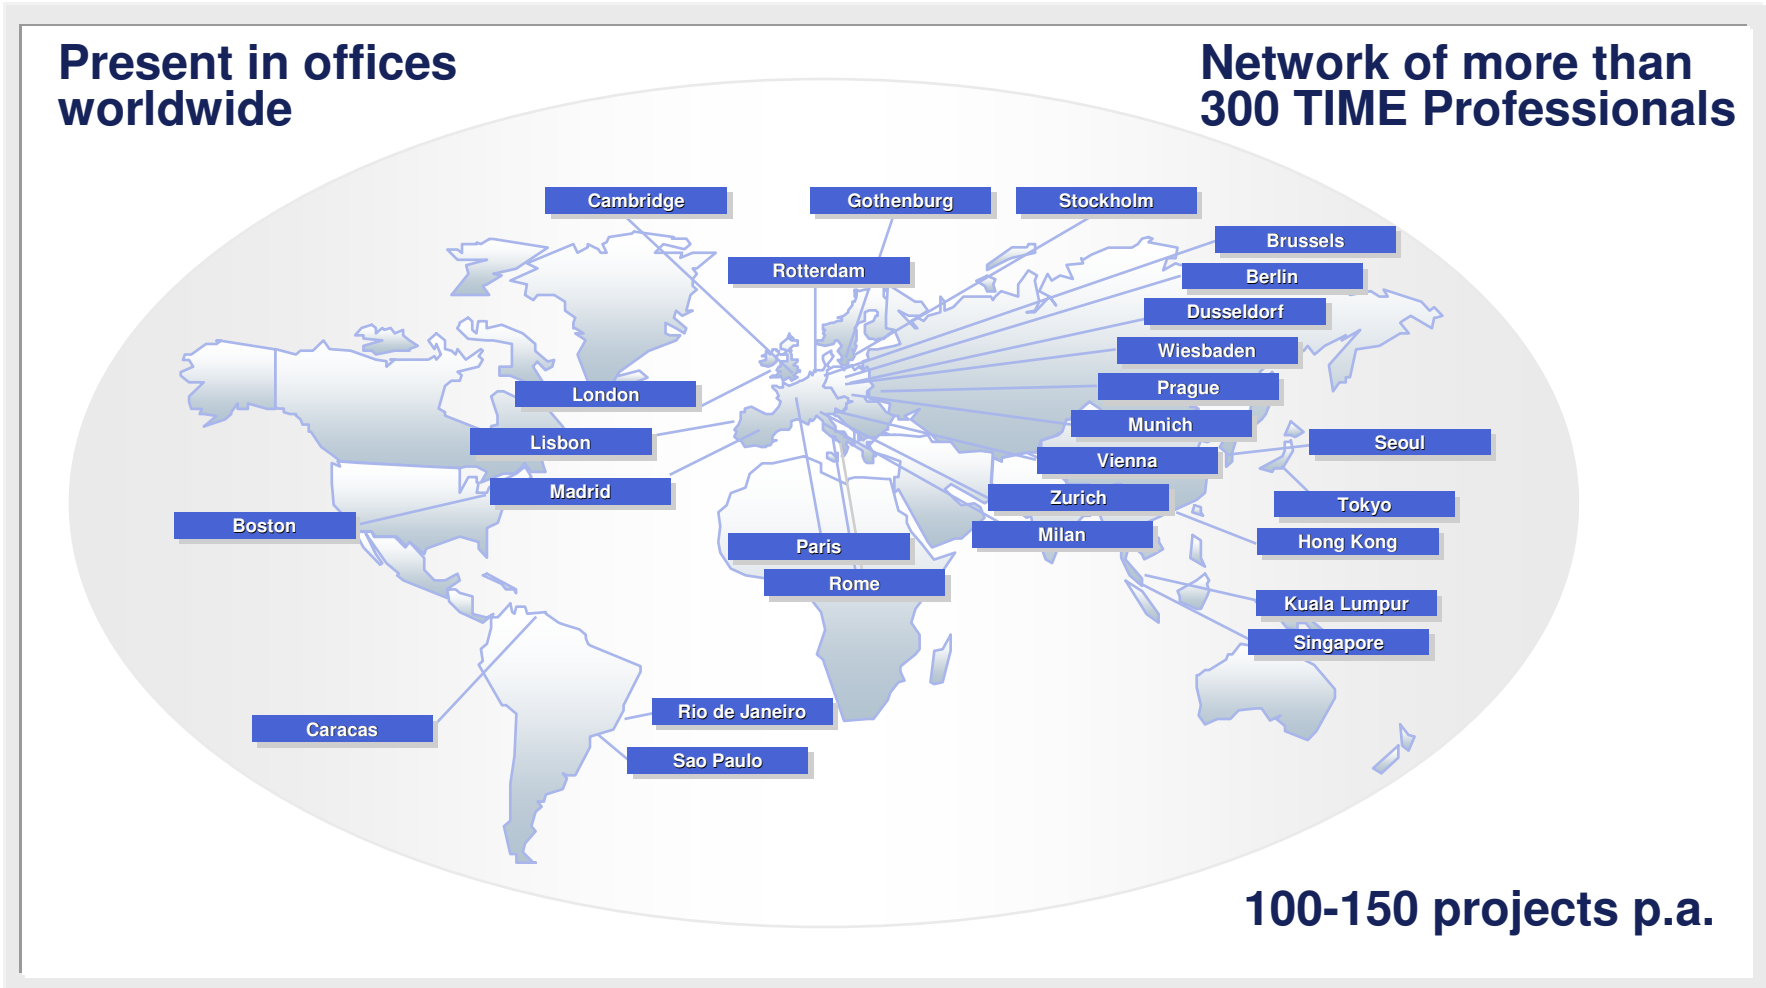 Present in offices
worldwide
Network of more than
300 TIME Professionals
Cambridge
Gothenburg
Stockholm
Brussels
Rotterdam
Berlin
Dusseldorf
Wiesbaden
Prague
London
Munich
Lisbon
Seoul
Vienna
Madrid
Zurich
Tokyo
Boston
Milan
Hong Kong
Paris
Rome
Kuala Lumpur
Singapore
Rio de Janeiro
Caracas
Sao Paulo
100-150 projects p.a.